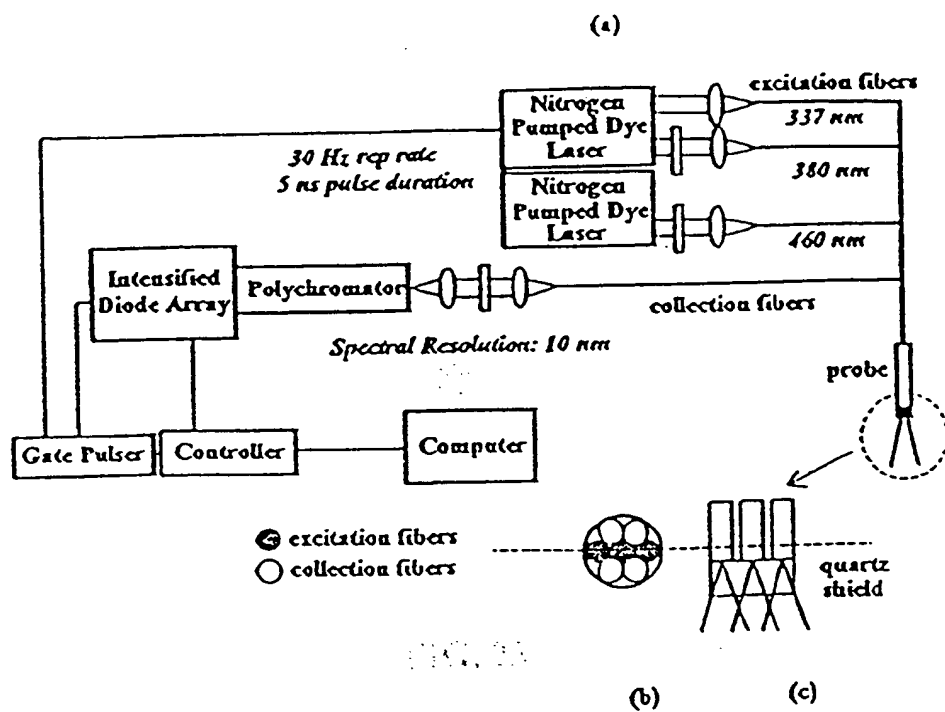 (a)
excitation fibers
Nitrogen
Pumped Dye
Laser
337 nm
380 nm
30 Hz rep rate
5 ns pulse duration
Nitrogen
Pumped Dye
Laser
460 nm
Intensified
Diode Array
Polychromator
collection fibers
Spectral Resolution: 10 nm
probe
Gate Pulser
Controller
Computer
excitation fibers
collection fibers
quartz
shield
(b)
(c)